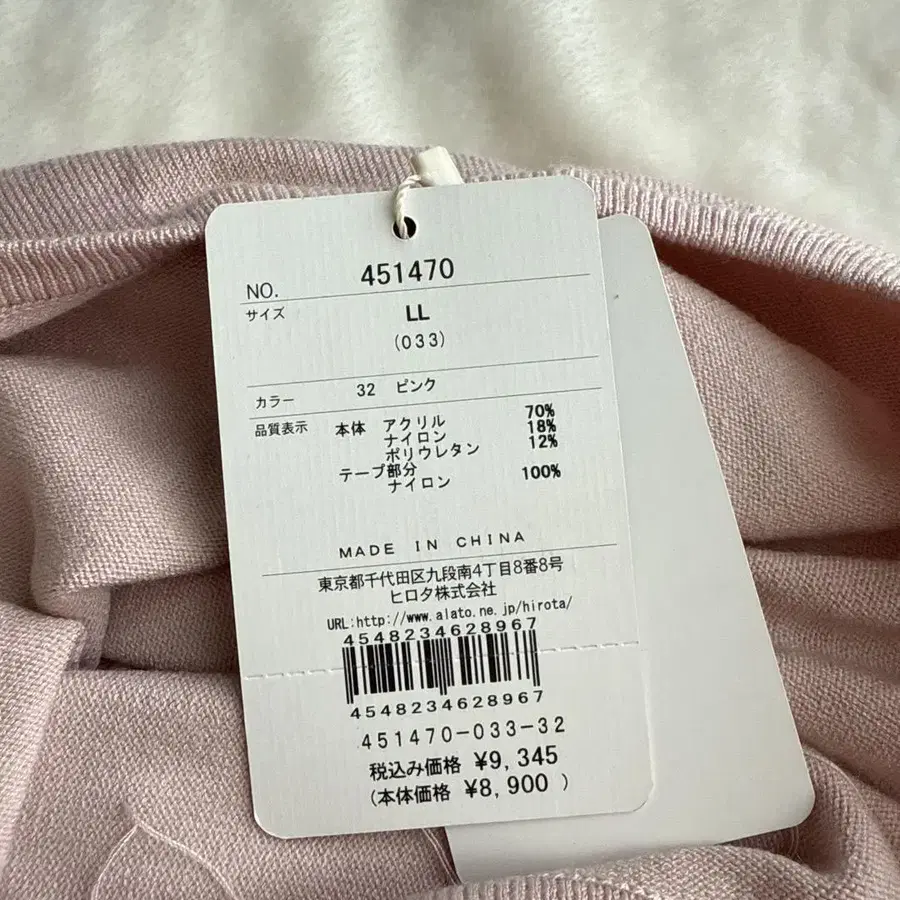 NO. 451470
サイズ LL
(033)
カラー 32 ピンク
品質表示 本体 アクリル 70%
ナイロン 18%
ポリウレタン 12%
テープ部分
ナイロン 100%
MADE IN CHINA
東京都千代田区九段南4丁目8番8号
ヒロタ株式会社
URL:http://www.alato.ne.jp/hirota/
4548234628967
4548234628967
451470-033-32
税込み価格 ¥9,345
(本体価格 ¥8,900 )